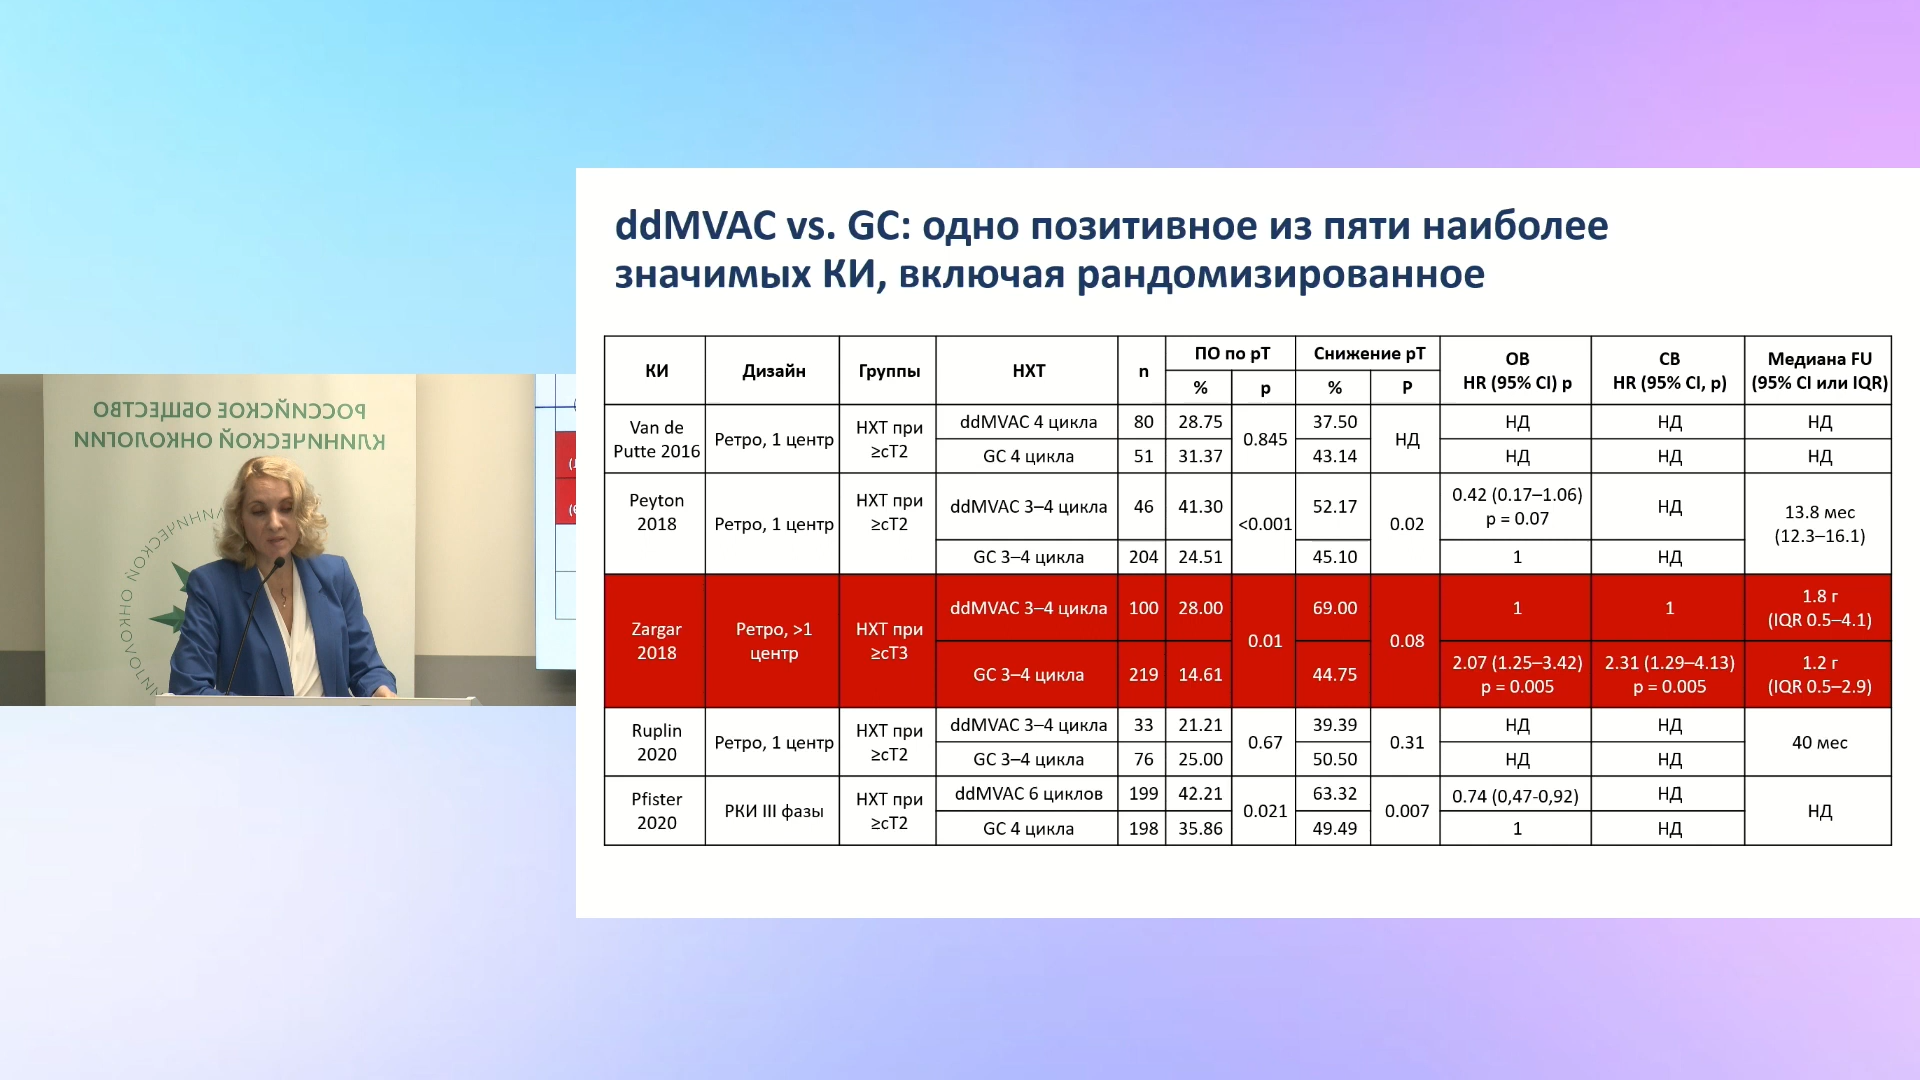 ddMVAC vs. GC: одно позитивное из пяти наиболее
значимых КИ, включая рандомизированное
КИ Дизайн Группы НХТ n ПО по pT Снижение pT ОВ HR (95% CI) p СВ HR (95% CI, p) Медиана FU (95% CI или IQR)
% p % P
Van de Putte 2016 Ретро, 1 центр НХТ при ≥cT2 ddMVAC 4 цикла 80 28.75 0.845 37.50 НД НД НД НД
GC 4 цикла 51 31.37 43.14 НД НД НД
Peyton 2018 Ретро, 1 центр НХТ при ≥cT2 ddMVAC 3–4 цикла 46 41.30 <0.001 52.17 0.02 0.42 (0.17–1.06) p = 0.07 НД 13.8 мес (12.3–16.1)
GC 3–4 цикла 204 24.51 45.10 1 НД
Zargar 2018 Ретро, >1 центр НХТ при ≥cT3 ddMVAC 3–4 цикла 100 28.00 0.01 69.00 0.08 1 1 1.8 г (IQR 0.5–4.1)
GC 3–4 цикла 219 14.61 44.75 2.07 (1.25–3.42) p = 0.005 2.31 (1.29–4.13) p = 0.005 1.2 г (IQR 0.5–2.9)
Ruplin 2020 Ретро, 1 центр НХТ при ≥cT2 ddMVAC 3–4 цикла 33 21.21 0.67 39.39 0.31 НД НД 40 мес
GC 3–4 цикла 76 25.00 50.50 НД НД
Pfister 2020 РКИ III фазы НХТ при ≥cT2 ddMVAC 6 циклов 199 42.21 0.021 63.32 0.007 0.74 (0,47-0,92) НД НД
GC 4 цикла 198 35.86 49.49 1 НД
РОССИЙСКОЕ ОБЩЕСТВО
КЛИНИЧЕСКОЙ ОНКОЛОГИИ